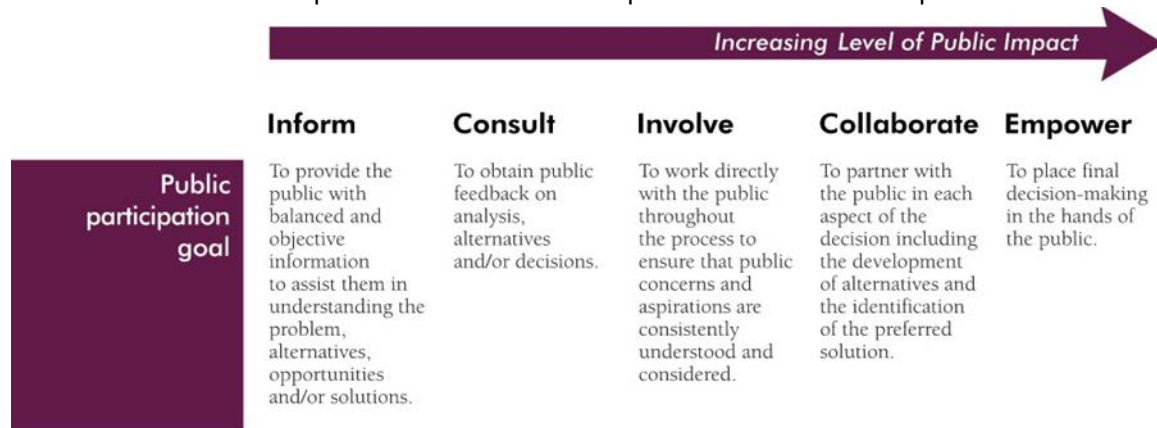 Increasing Level of Public Impact
Inform
Consult
Involve
Collaborate
Empower
Public
participation
goal
To provide the
public with
balanced and
objective
information
to assist them in
understanding the
problem,
alternatives,
opportunities
and/or solutions.
To obtain public
feedback on
analysis,
alternatives
and/or decisions.
To work directly
with the public
throughout
the process to
ensure that public
concerns and
aspirations are
consistently
understood and
considered.
To partner with
the public in each
aspect of the
decision including
the development
of alternatives and
the identification
of the preferred
solution.
To place final
decision-making
in the hands of
the public.